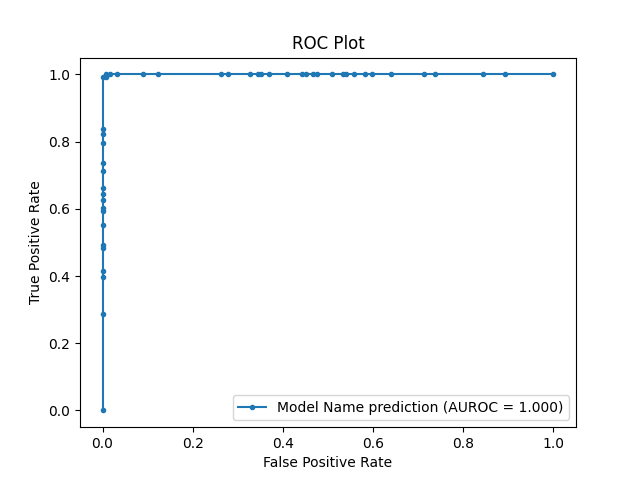 ROC Plot
True Positive Rate
1.0
0.8
0.6
0.4
0.2
0.0
Model Name prediction (AUROC = 1.000)
0.0 0.2 0.4 0.6 0.8 1.0
False Positive Rate